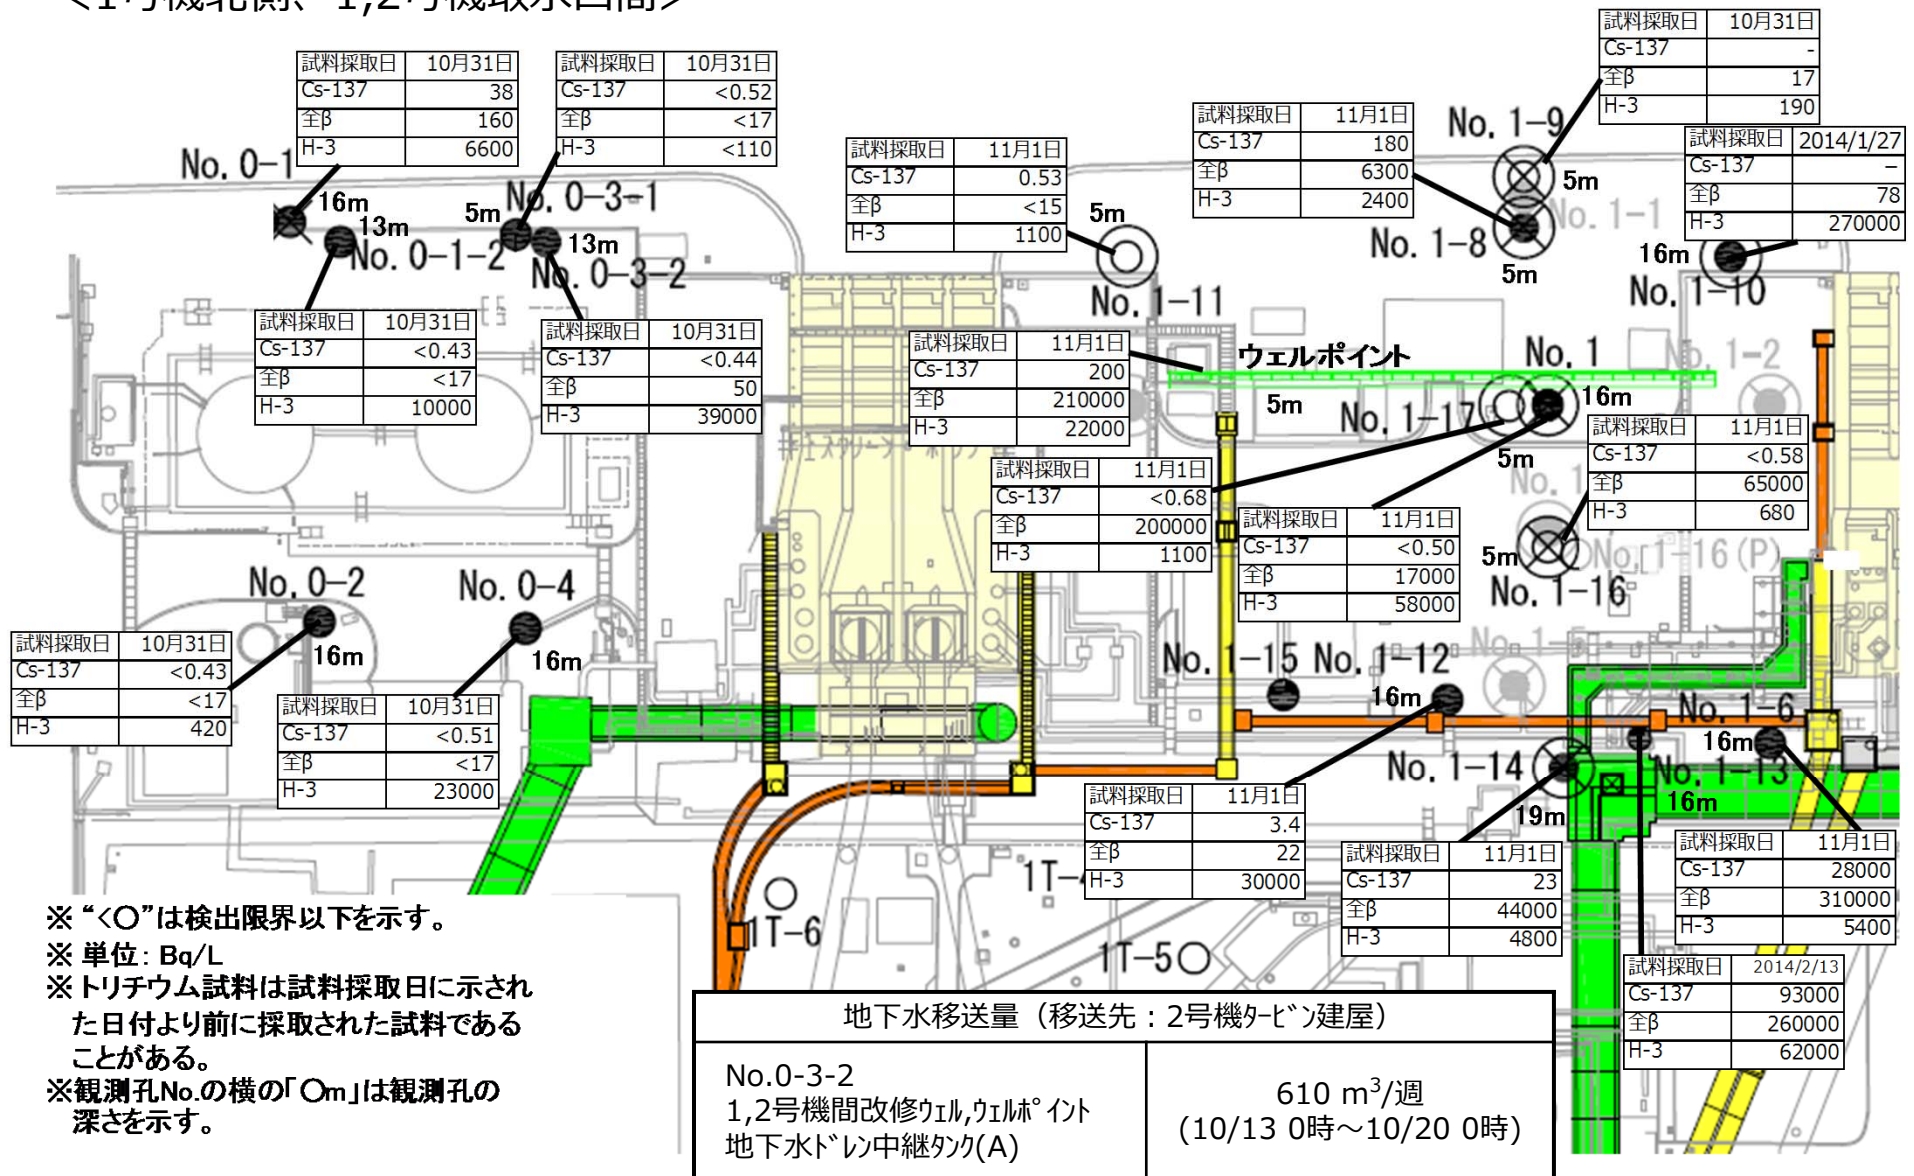 <1号機北側、1,2号機取水口間>
試料採取日 10月31日
Cs-137 38
全β 160
H-3 6600
試料採取日 10月31日
Cs-137 <0.52
全β <17
H-3 <110
試料採取日 10月31日
Cs-137 -
全β 17
H-3 190
試料採取日 11月1日
Cs-137 0.53
全β <15
H-3 1100
試料採取日 11月1日
Cs-137 180
全β 6300
H-3 2400
試料採取日 2014/1/27
Cs-137 –
全β 78
H-3 270000
No. 0-1
16m
13m
No. 0-1-2
5m
No. 0-3-1
13m
No. 0-3-2
5m
No. 1-11
No. 1-9
5m
No. 1-1
No. 1-8
5m
16m
No. 1-10
試料採取日 10月31日
Cs-137 <0.43
全β <17
H-3 10000
試料採取日 10月31日
Cs-137 <0.44
全β 50
H-3 39000
試料採取日 11月1日
Cs-137 200
全β 210000
H-3 22000
ウェルポイント
5m
No. 1
16m
No. 1-2
No. 1-17
5m
試料採取日 11月1日
Cs-137 <0.58
全β 65000
H-3 680
試料採取日 11月1日
Cs-137 <0.68
全β 200000
H-3 1100
試料採取日 11月1日
Cs-137 <0.50
全β 17000
H-3 58000
5m
No. 1-16(P)
No. 1-16
No. 0-2
16m
No. 0-4
16m
試料採取日 10月31日
Cs-137 <0.43
全β <17
H-3 420
試料採取日 10月31日
Cs-137 <0.51
全β <17
H-3 23000
No. 1-15
No. 1-12
16m
No. 1-5
No. 1-6
16m
No. 1-14
19m
No. 1-13
16m
試料採取日 11月1日
Cs-137 3.4
全β 22
H-3 30000
試料採取日 11月1日
Cs-137 23
全β 44000
H-3 4800
試料採取日 11月1日
Cs-137 28000
全β 310000
H-3 5400
試料採取日 2014/2/13
Cs-137 93000
全β 260000
H-3 62000
1T-6
1T-5
※“<○”は検出限界以下を示す。
※ 単位: Bq/L
※トリチウム試料は試料採取日に示され
た日付より前に採取された試料である
ことがある。
※観測孔No.の横の「○m」は観測孔の
深さを示す。
地下水移送量（移送先：2号機ﾀｰﾋﾞﾝ建屋）
No.0-3-2
1,2号機間改修ｳｪﾙ,ｳｪﾙﾎﾟｲﾝﾄ
地下水ﾄﾞﾚﾝ中継ﾀﾝｸ(A)
610 m³/週
(10/13 0時～10/20 0時)